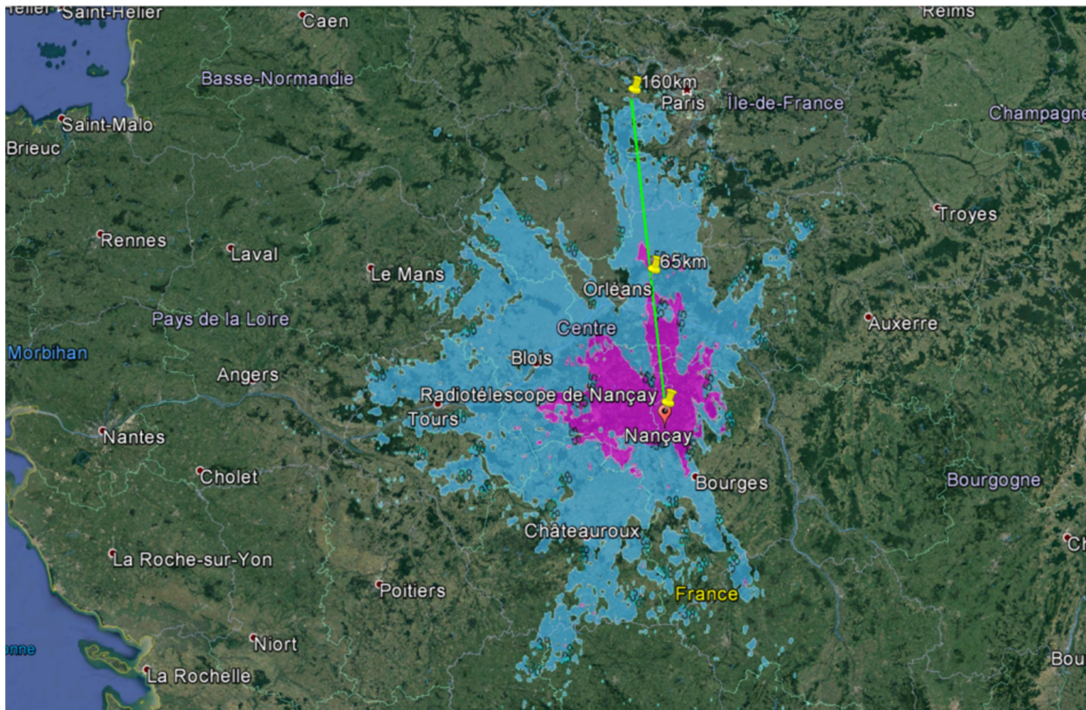 Saint-Helier
Caen
Reims
Basse-Normandie
160km
Paris
Île-de-France
Champagne
Saint-Malo
Brieuc
Troyes
Rennes
Laval
Le Mans
65km
Orléans
Pays de la Loire
Centre
Auxerre
Morbihan
Blois
Angers
Radiotélescope de Nançay
Tours
Nantes
Nançay
Cholet
Bourges
Bourgogne
Châteauroux
La Roche-sur-Yon
Poitiers
France
Niort
La Rochelle